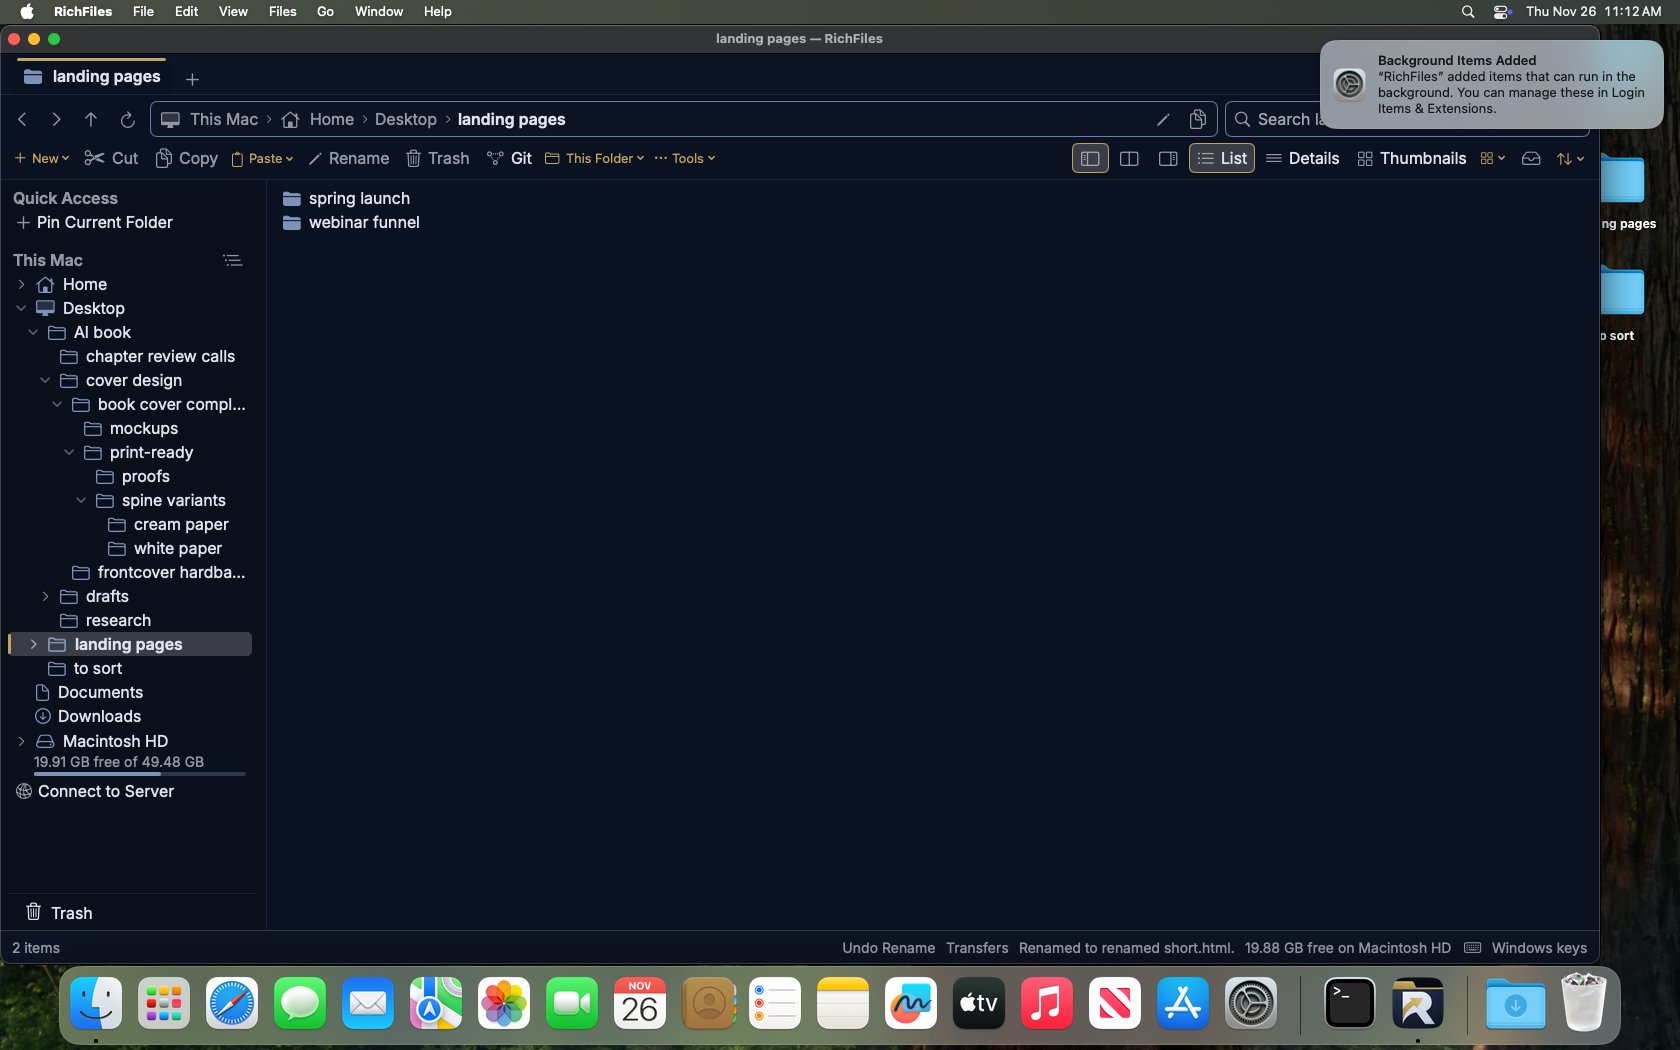 RichFiles File Edit View Files Go Window Help
Thu Nov 26 11:12 AM
landing pages — RichFiles
Background Items Added
“RichFiles” added items that can run in the
background. You can manage these in Login
Items & Extensions.
landing pages
This Mac Home Desktop landing pages
Search
New Cut Copy Paste Rename Trash Git This Folder Tools
List Details Thumbnails
Quick Access
Pin Current Folder
This Mac
Home
Desktop
AI book
chapter review calls
cover design
book cover compl...
mockups
print-ready
proofs
spine variants
cream paper
white paper
frontcover hardba...
drafts
research
landing pages
to sort
Documents
Downloads
Macintosh HD
19.91 GB free of 49.48 GB
Connect to Server
Trash
spring launch
webinar funnel
ng pages
o sort
2 items
Undo Rename Transfers Renamed to renamed short.html. 19.88 GB free on Macintosh HD Windows keys
NOV
26
tv
>_